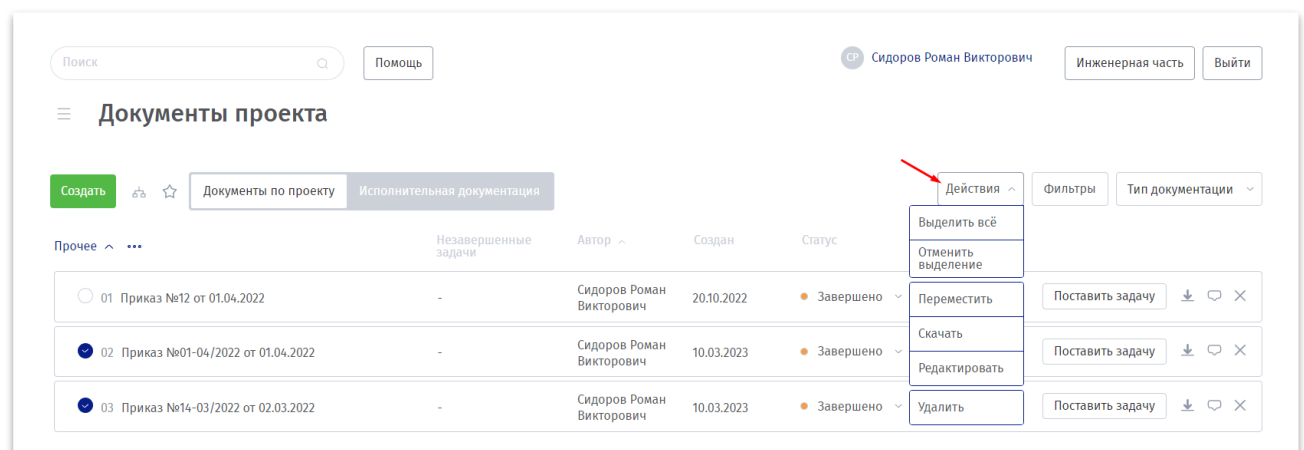 Поиск
Помощь
СР Сидоров Роман Викторович
Инженерная часть
Выйти
Документы проекта
Создать
Документы по проекту
Исполнительная документация
Действия
Фильтры
Тип документации
Выделить всё
Отменить
выделение
Переместить
Скачать
Редактировать
Удалить
Прочее
Незавершенные
задачи
Автор
Создан
Статус
01 Приказ №12 от 01.04.2022
-
Сидоров Роман
Викторович
20.10.2022
Завершено
Поставить задачу
02 Приказ №01-04/2022 от 01.04.2022
-
Сидоров Роман
Викторович
10.03.2023
Завершено
Поставить задачу
03 Приказ №14-03/2022 от 02.03.2022
-
Сидоров Роман
Викторович
10.03.2023
Завершено
Поставить задачу